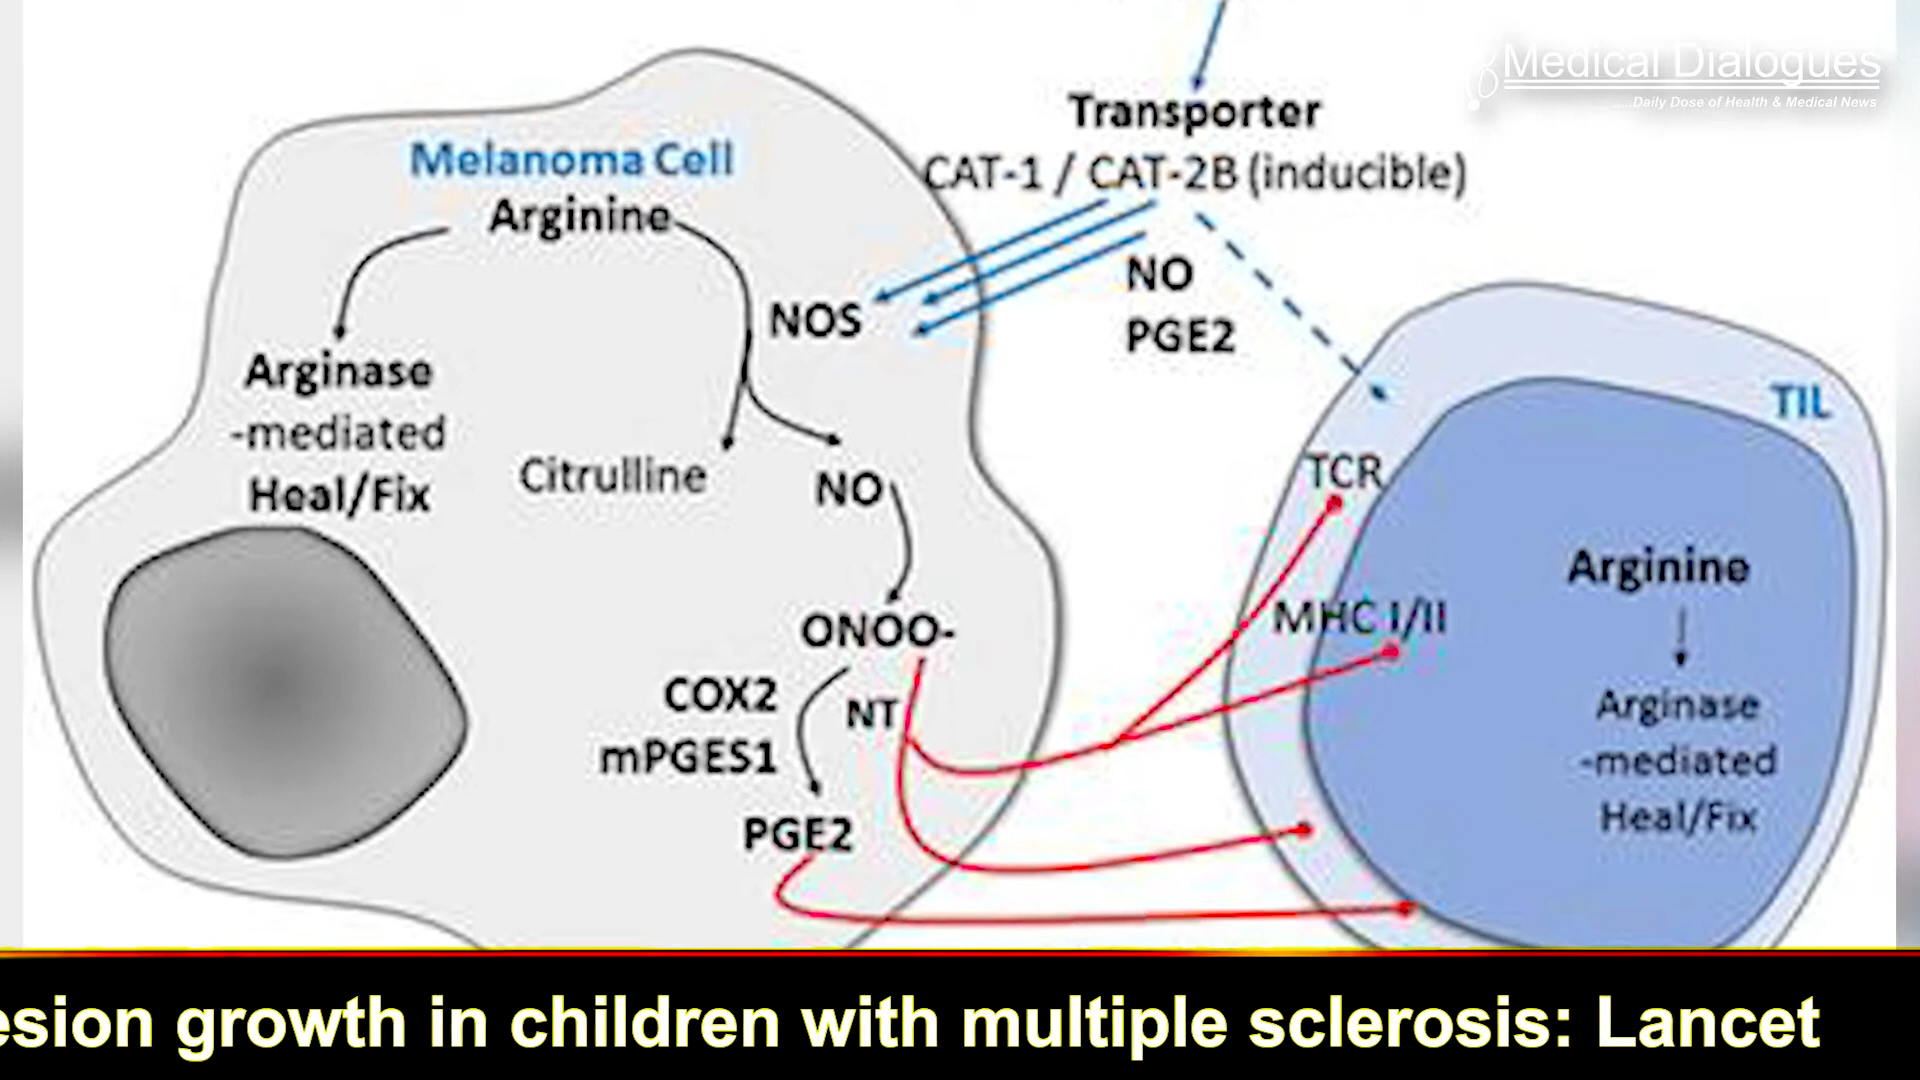 Medical Dialogues
.....Daily Dose of Health & Medical News
Transporter
CAT-1 / CAT-2B (inducible)
Melanoma Cell
Arginine
NO
PGE2
NOS
Arginase
-mediated
Heal/Fix
Citrulline
NO
ONOO-
COX2
mPGES1
NT
PGE2
TIL
TCR
MHC I/II
Arginine
Arginase
-mediated
Heal/Fix
esion growth in children with multiple sclerosis: Lancet